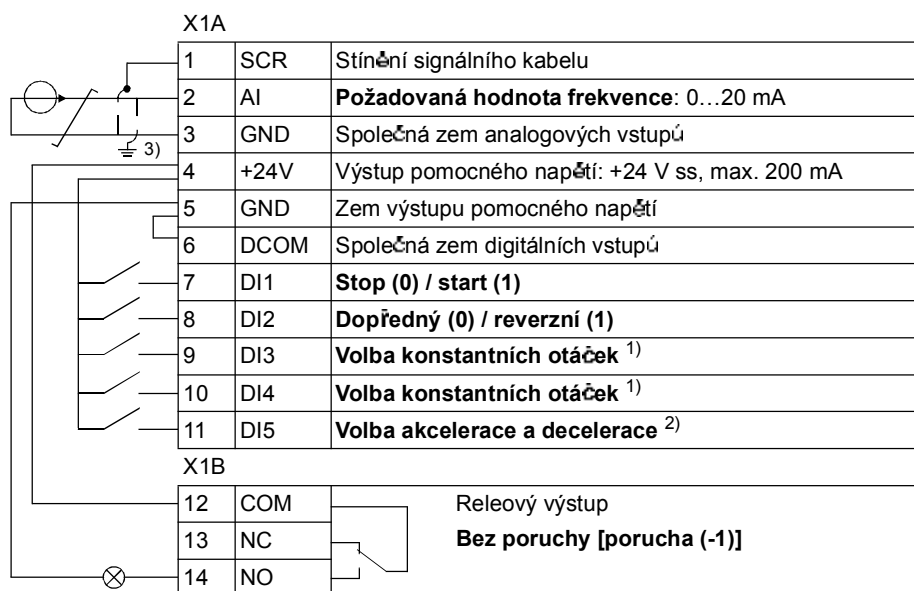 X1A
1 SCR Stínění signálního kabelu
2 AI Požadovaná hodnota frekvence: 0…20 mA
3 GND Společná zem analogových vstupů
3)
4 +24V Výstup pomocného napětí: +24 V ss, max. 200 mA
5 GND Zem výstupu pomocného napětí
6 DCOM Společná zem digitálních vstupů
7 DI1 Stop (0) / start (1)
8 DI2 Dopředný (0) / reverzní (1)
9 DI3 Volba konstantních otáček 1)
10 DI4 Volba konstantních otáček 1)
11 DI5 Volba akcelerace a decelerace 2)
X1B
12 COM Releový výstup
13 NC Bez poruchy [porucha (-1)]
14 NO